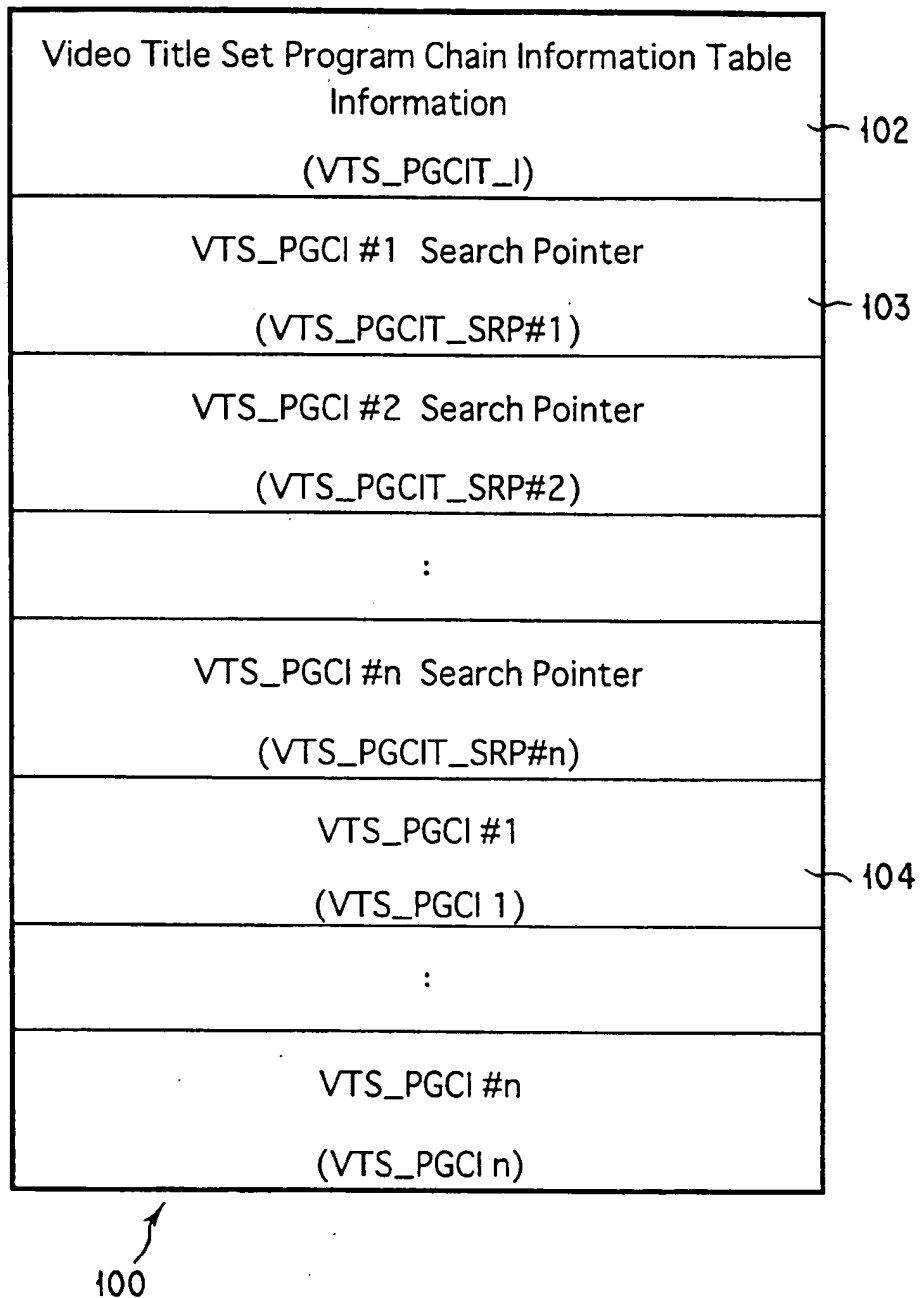 Video Title Set Program Chain Information Table
Information
(VTS_PGCIT_I)
102
VTS_PGCI #1 Search Pointer
(VTS_PGCIT_SRP#1)
103
VTS_PGCI #2 Search Pointer
(VTS_PGCIT_SRP#2)
:
VTS_PGCI #n Search Pointer
(VTS_PGCIT_SRP#n)
VTS_PGCI #1
(VTS_PGCI 1)
104
:
VTS_PGCI #n
(VTS_PGCI n)
100